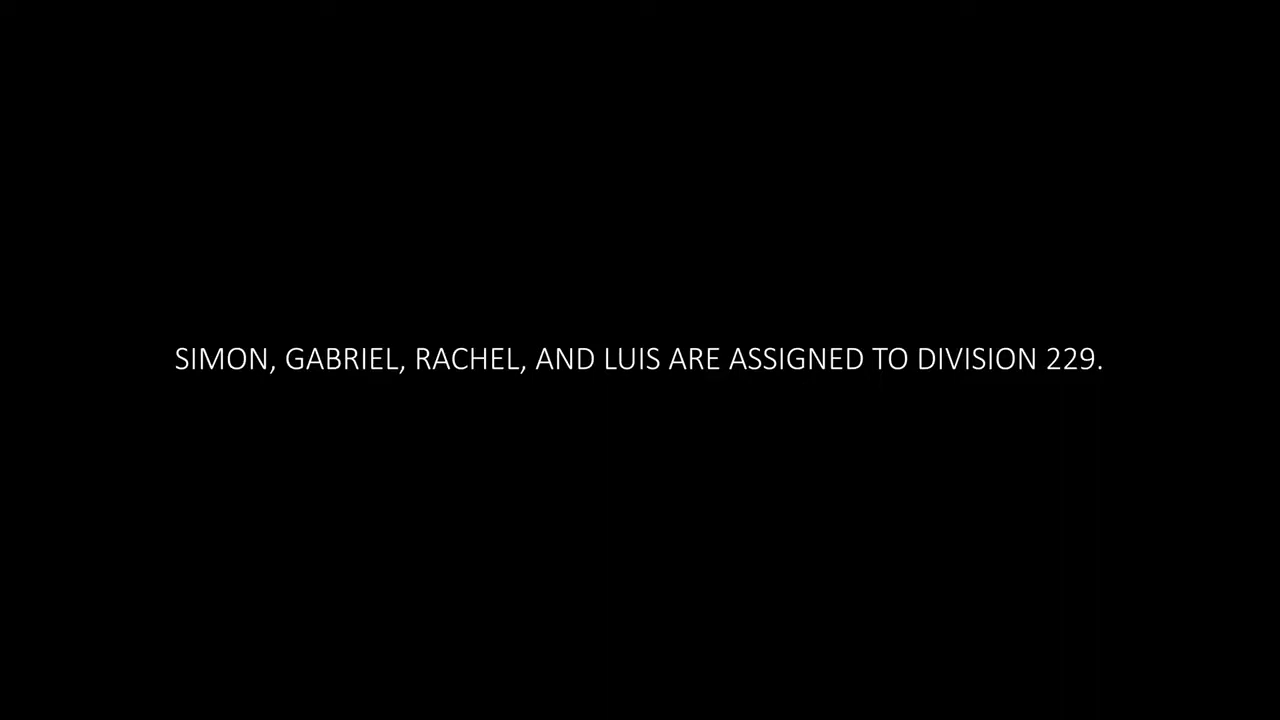 SIMON, GABRIEL, RACHEL, AND LUIS ARE ASSIGNED TO DIVISION 229.